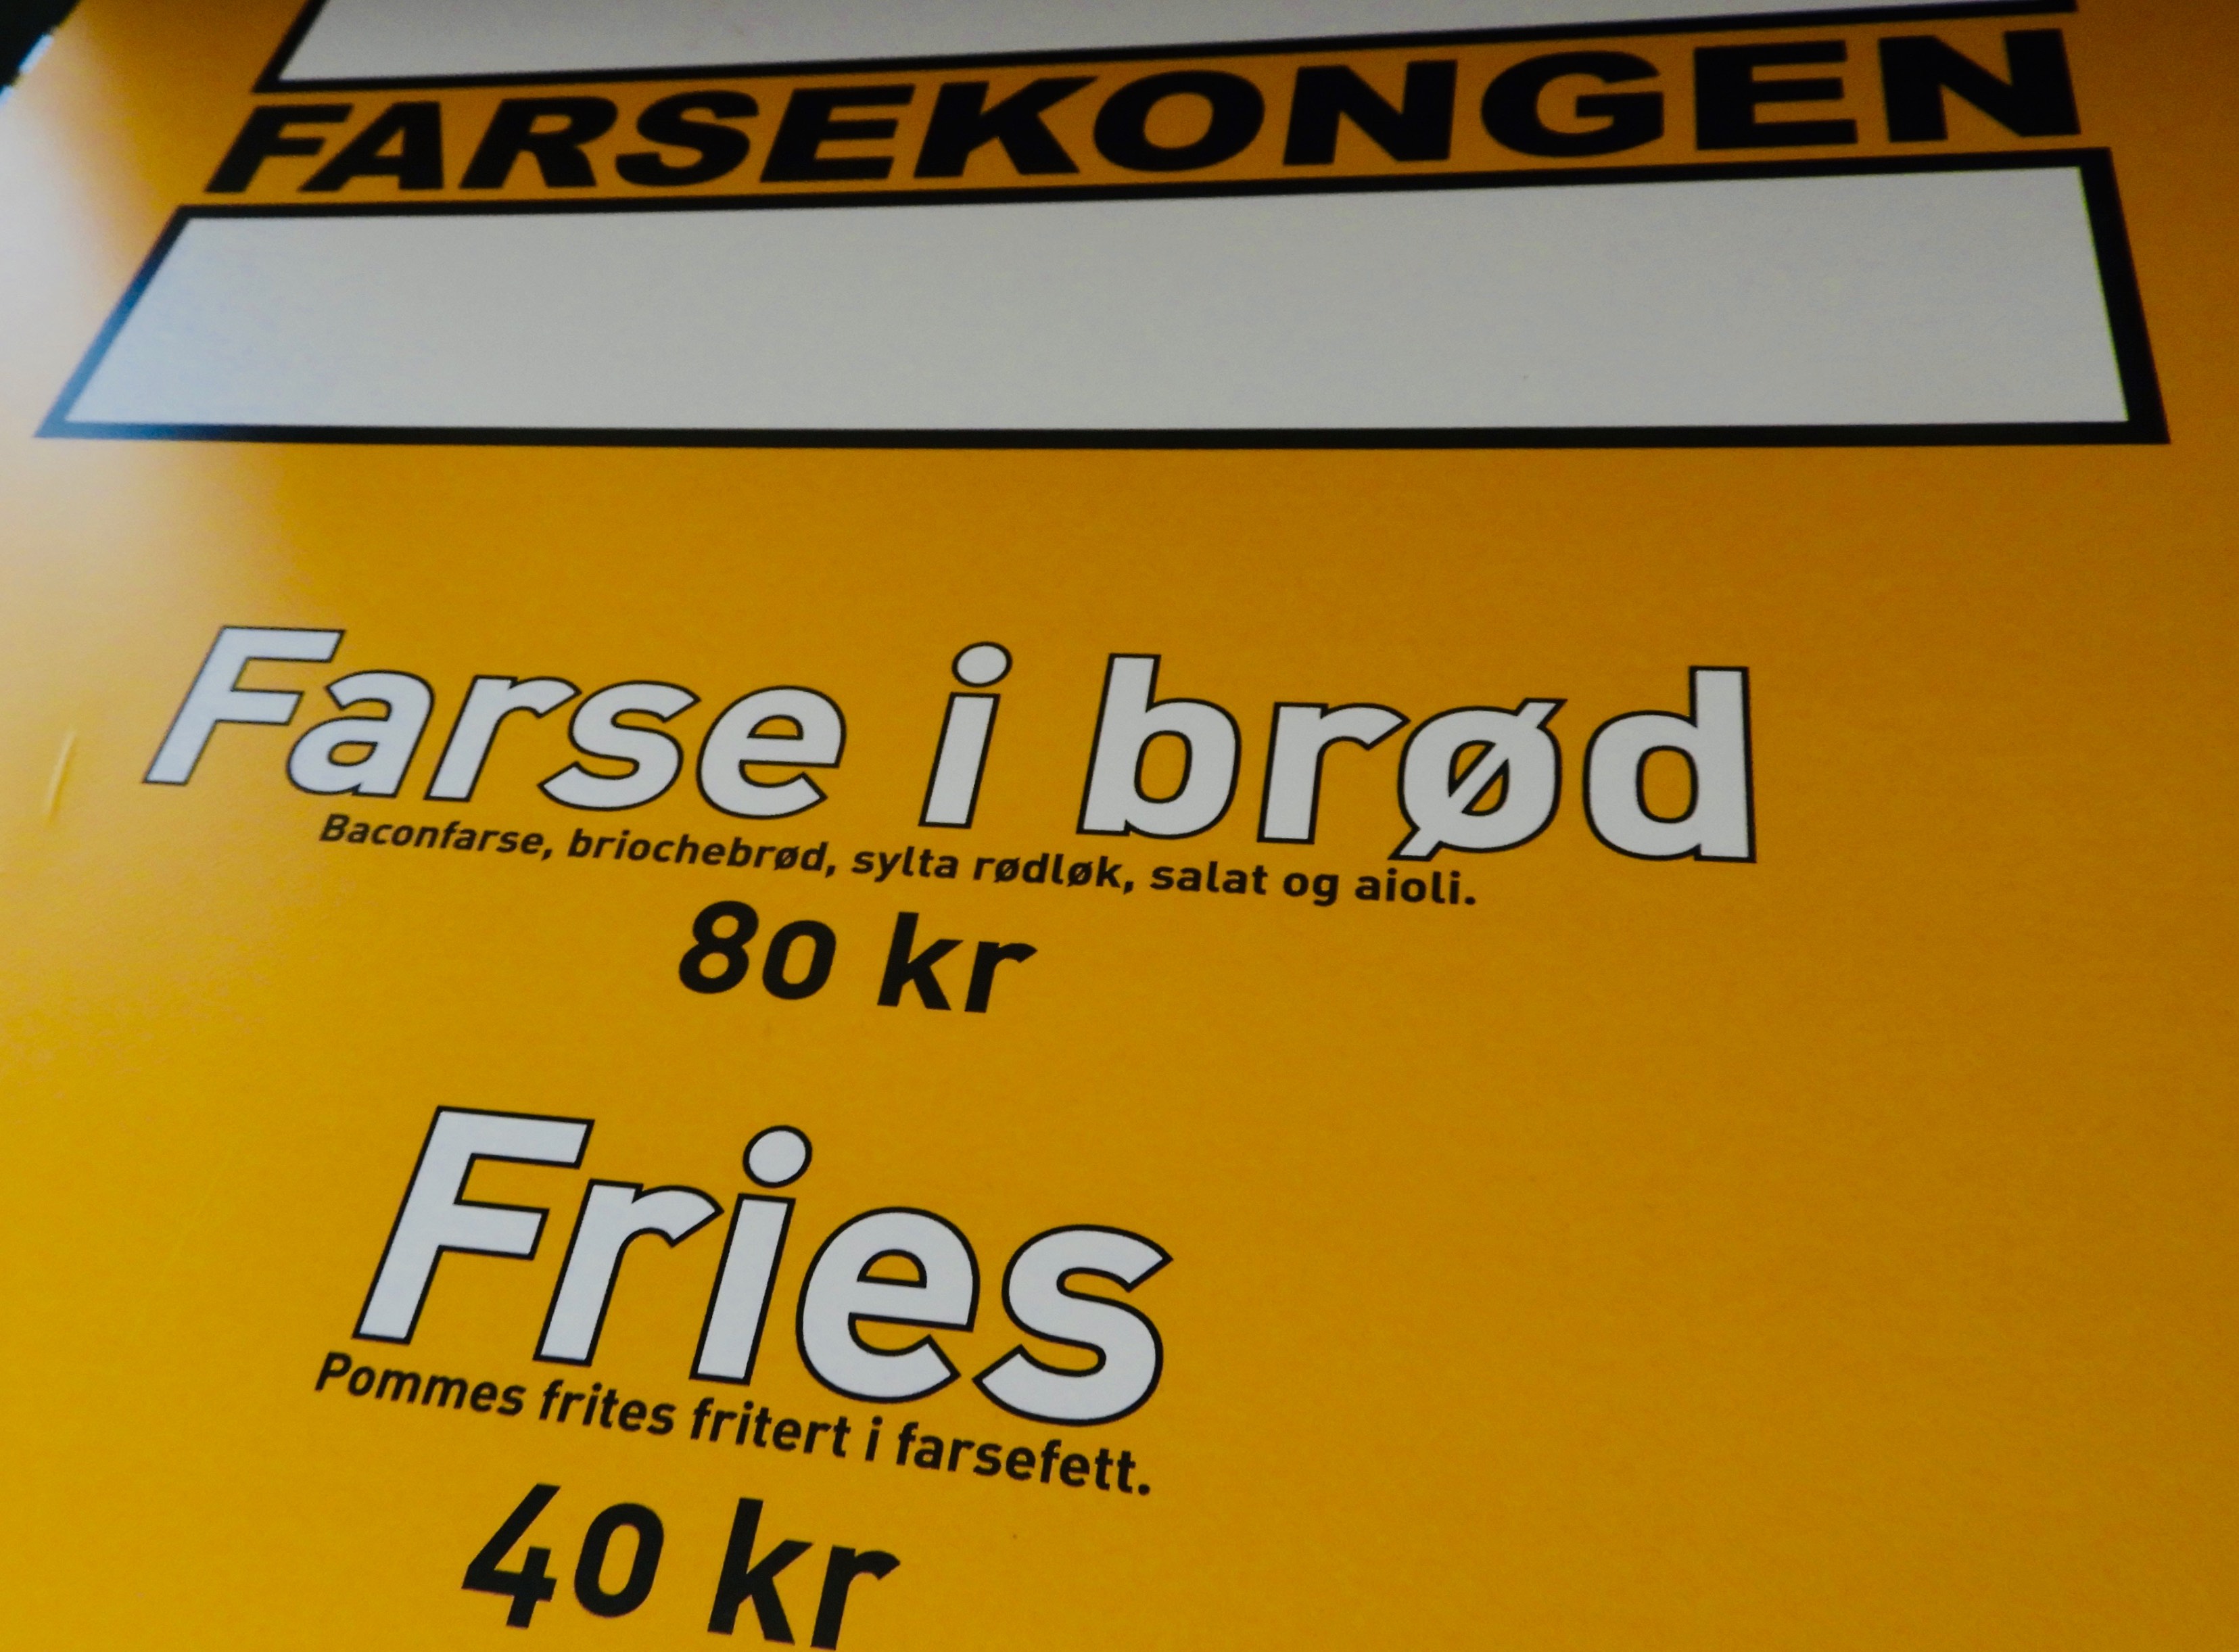 FARSEKONGEN
Farse i brød
Baconfarse, briochebrød, sylta rødløk, salat og aioli.
80 kr
Fries
Pommes frites fritert i farsefett.
40 kr